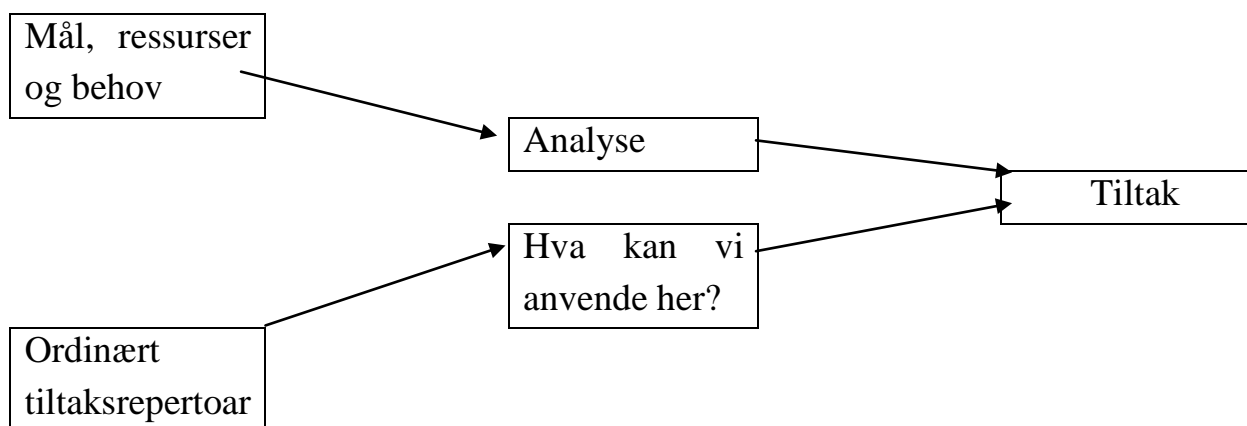 Mål, ressurser
og behov
Analyse
Tiltak
Hva kan vi
anvende her?
Ordinært
tiltaksrepertoar